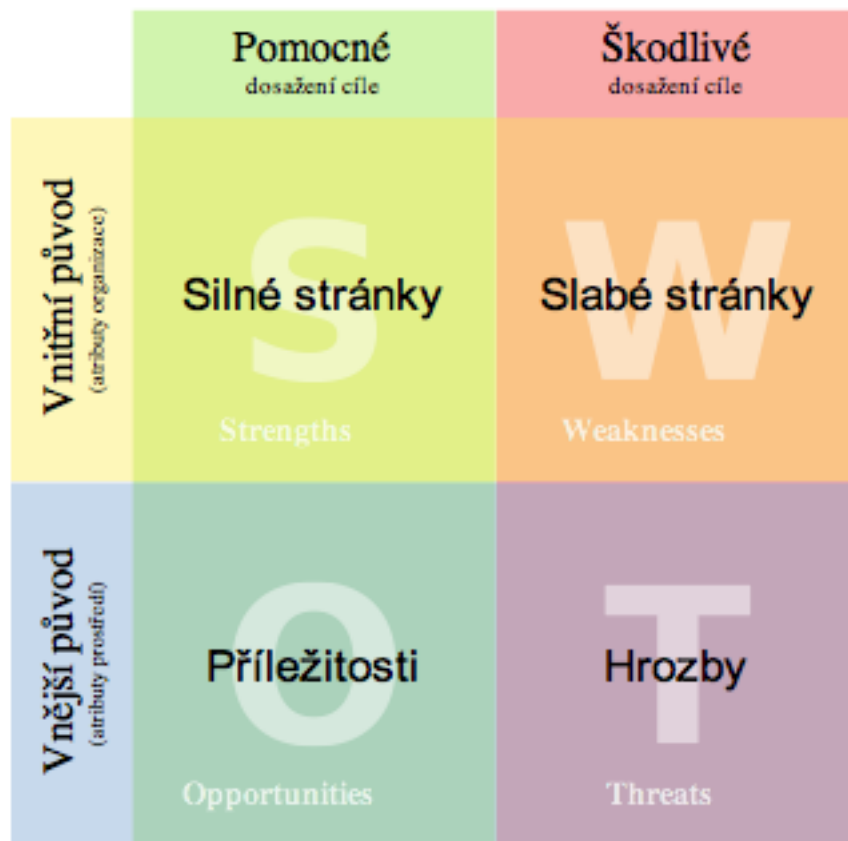 Pomocné
dosažení cíle
Škodlivé
dosažení cíle
Vnitřní původ
(atributy organizace)
S
Silné stránky
Strengths
W
Slabé stránky
Weaknesses
Vnější původ
(atributy prostředí)
O
Příležitosti
Opportunities
T
Hrozby
Threats